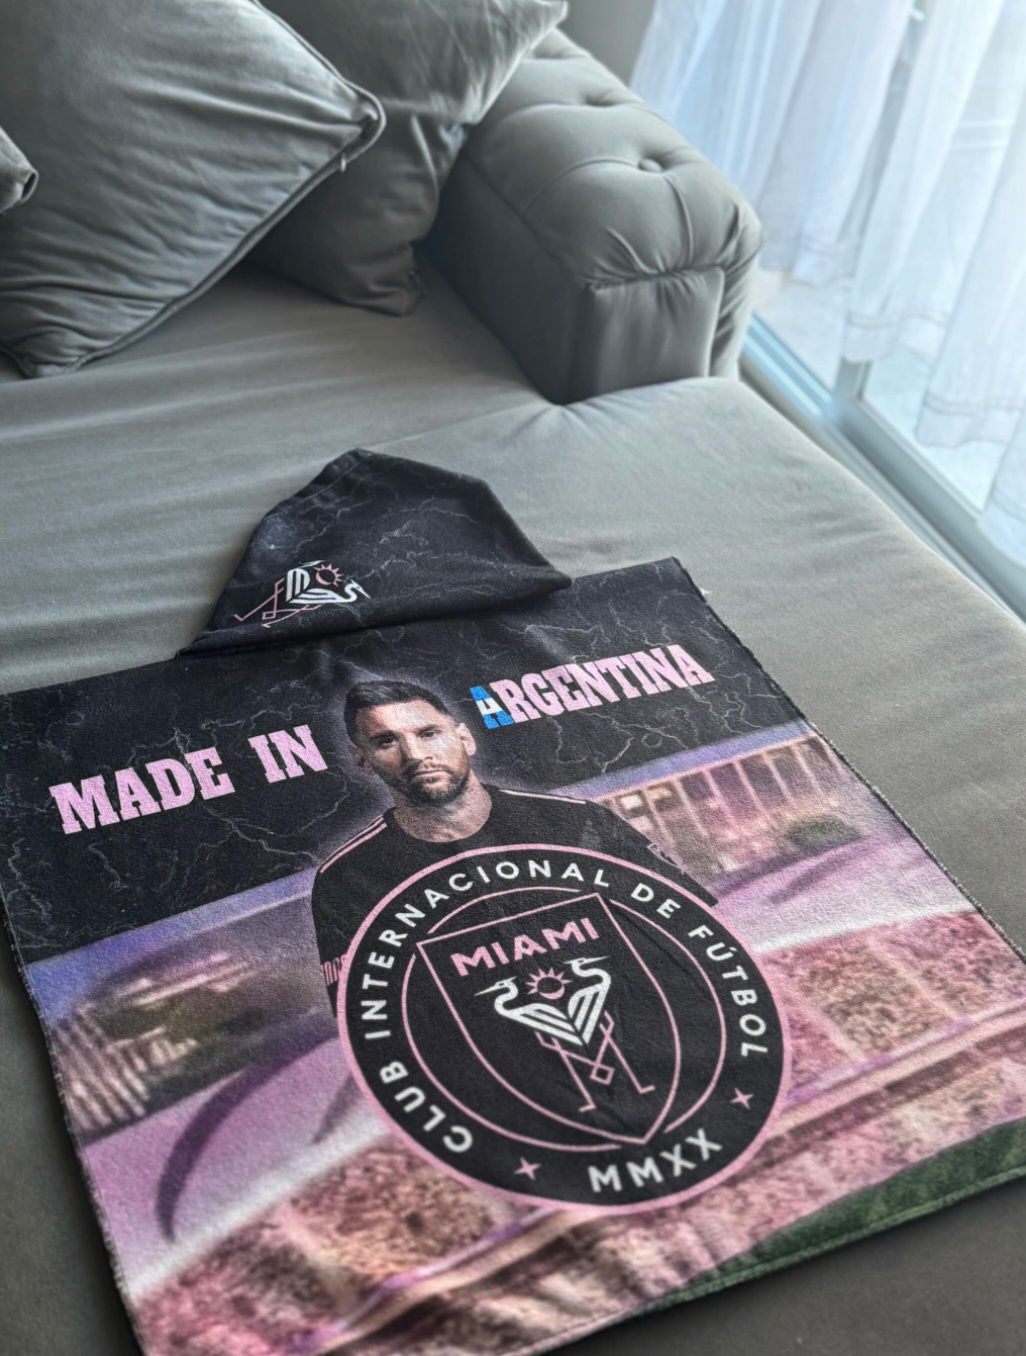 MADE IN ARGENTINA
CLUB INTERNACIONAL DE FÚTBOL
MIAMI
MMXX